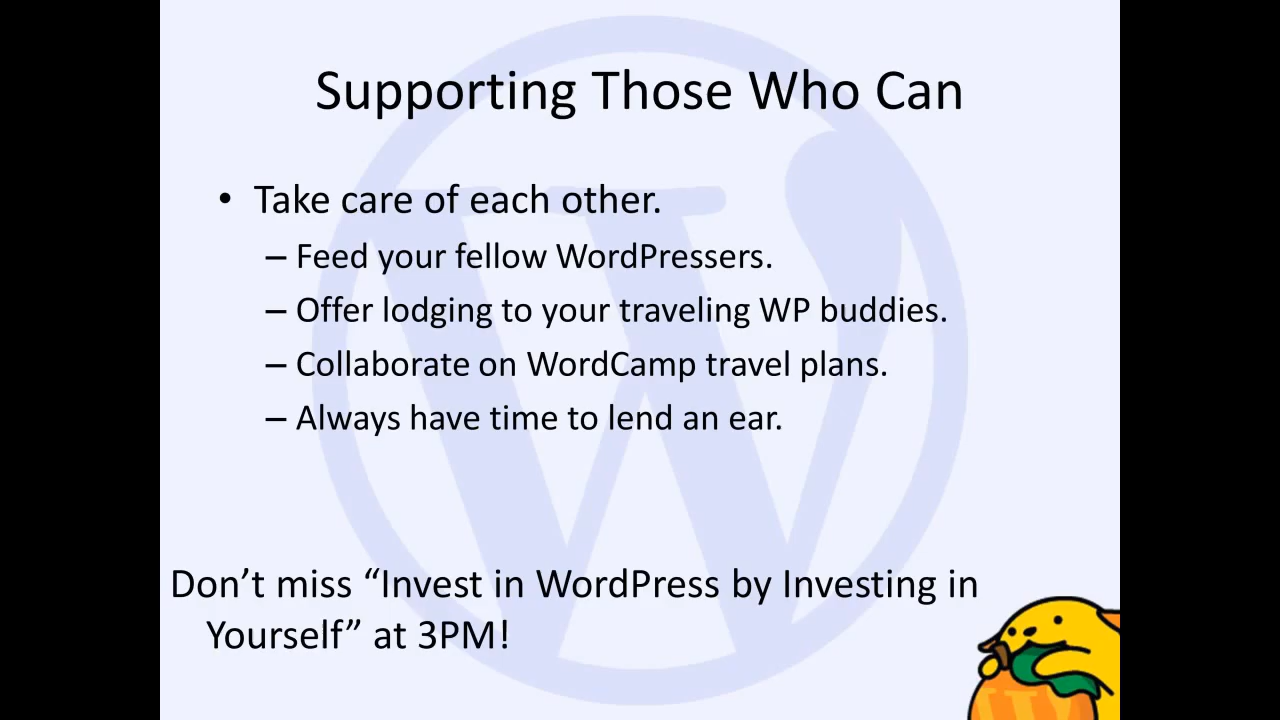 Supporting Those Who Can
• Take care of each other.
– Feed your fellow WordPressers.
– Offer lodging to your traveling WP buddies.
– Collaborate on WordCamp travel plans.
– Always have time to lend an ear.
Don’t miss “Invest in WordPress by Investing in
Yourself” at 3PM!